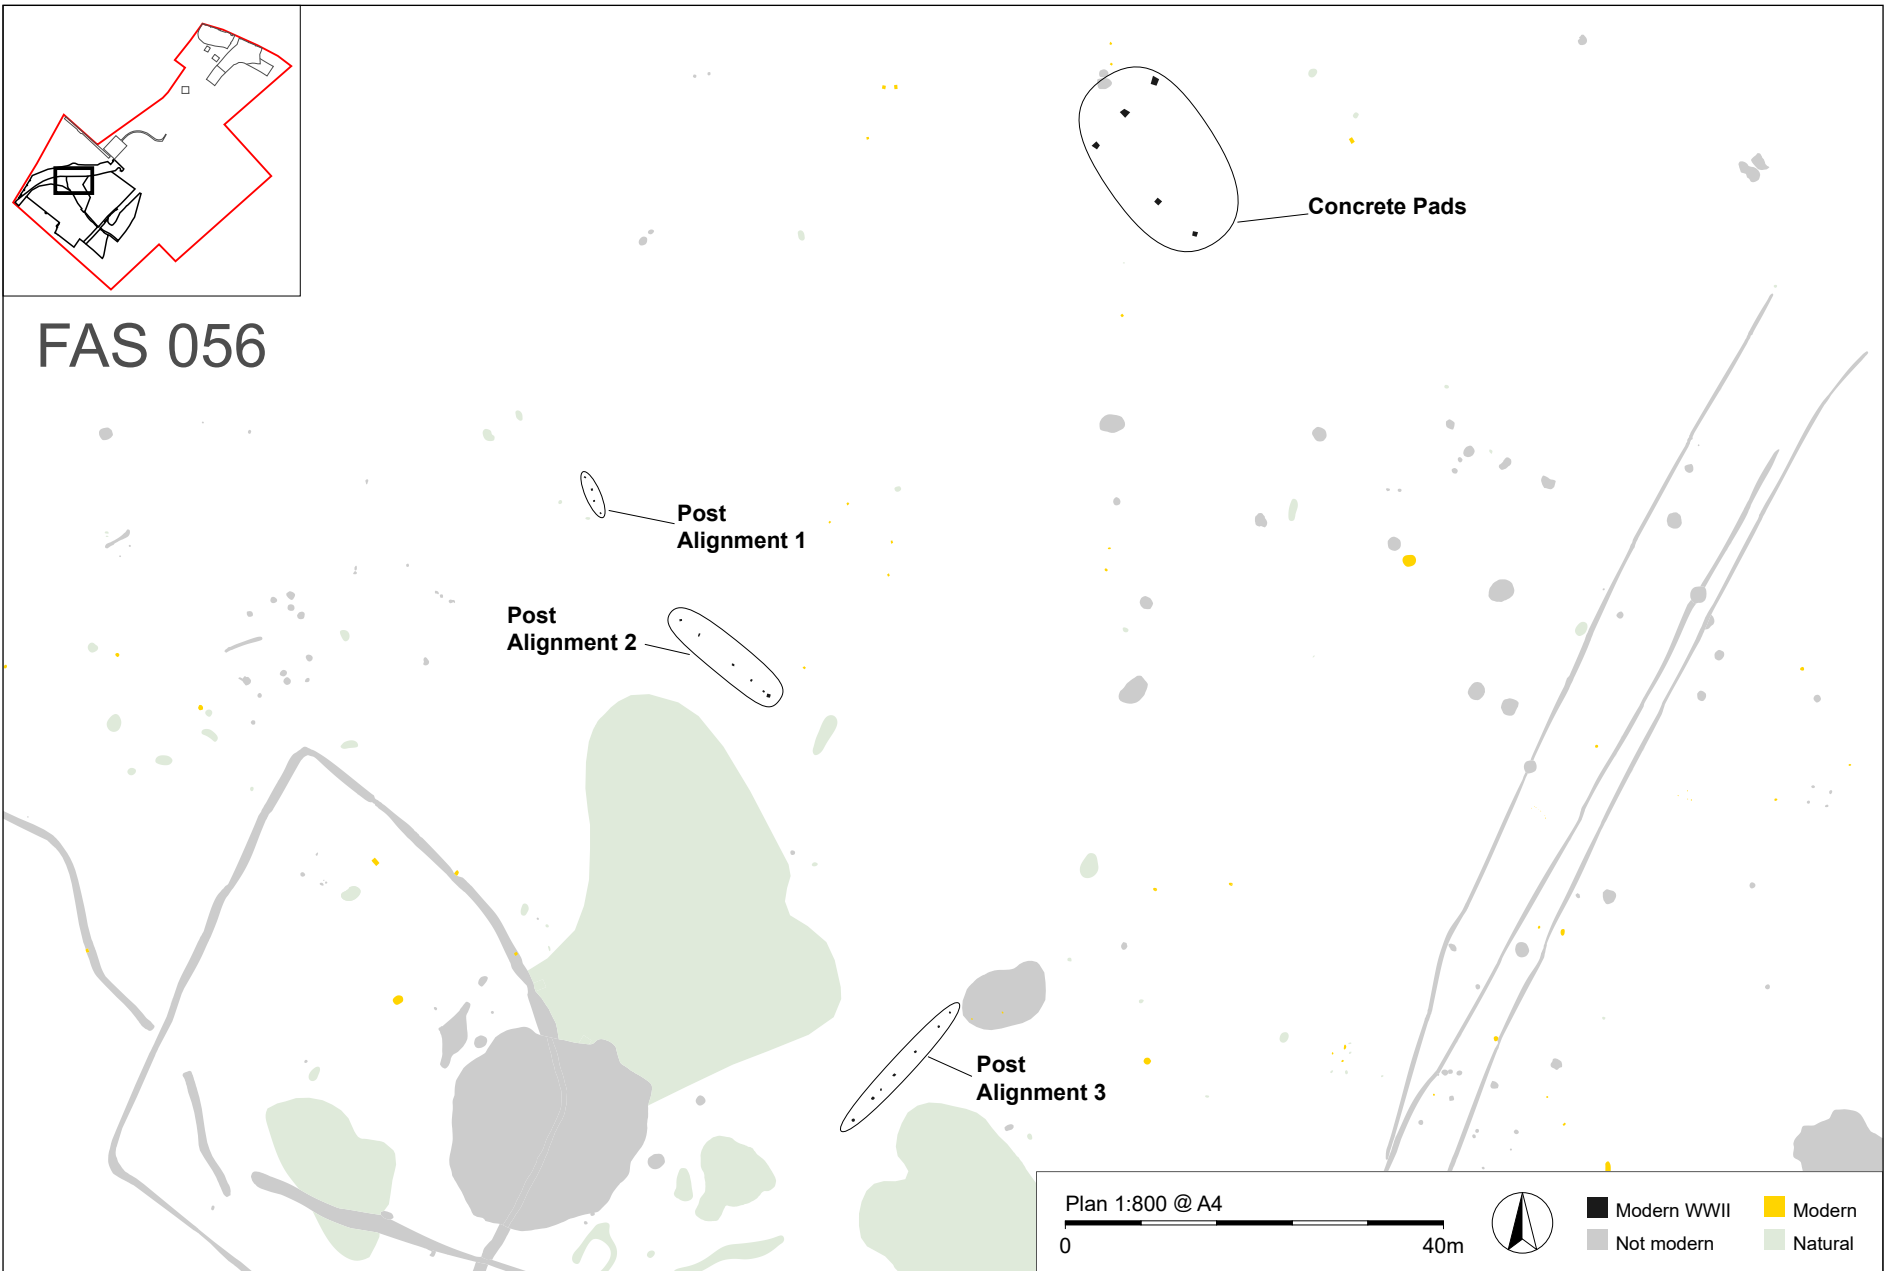 FAS 056
Concrete Pads
Post
Alignment 1
Post
Alignment 2
Post
Alignment 3
Plan 1:800 @ A4
0
40m
Modern WWII
Not modern
Modern
Natural